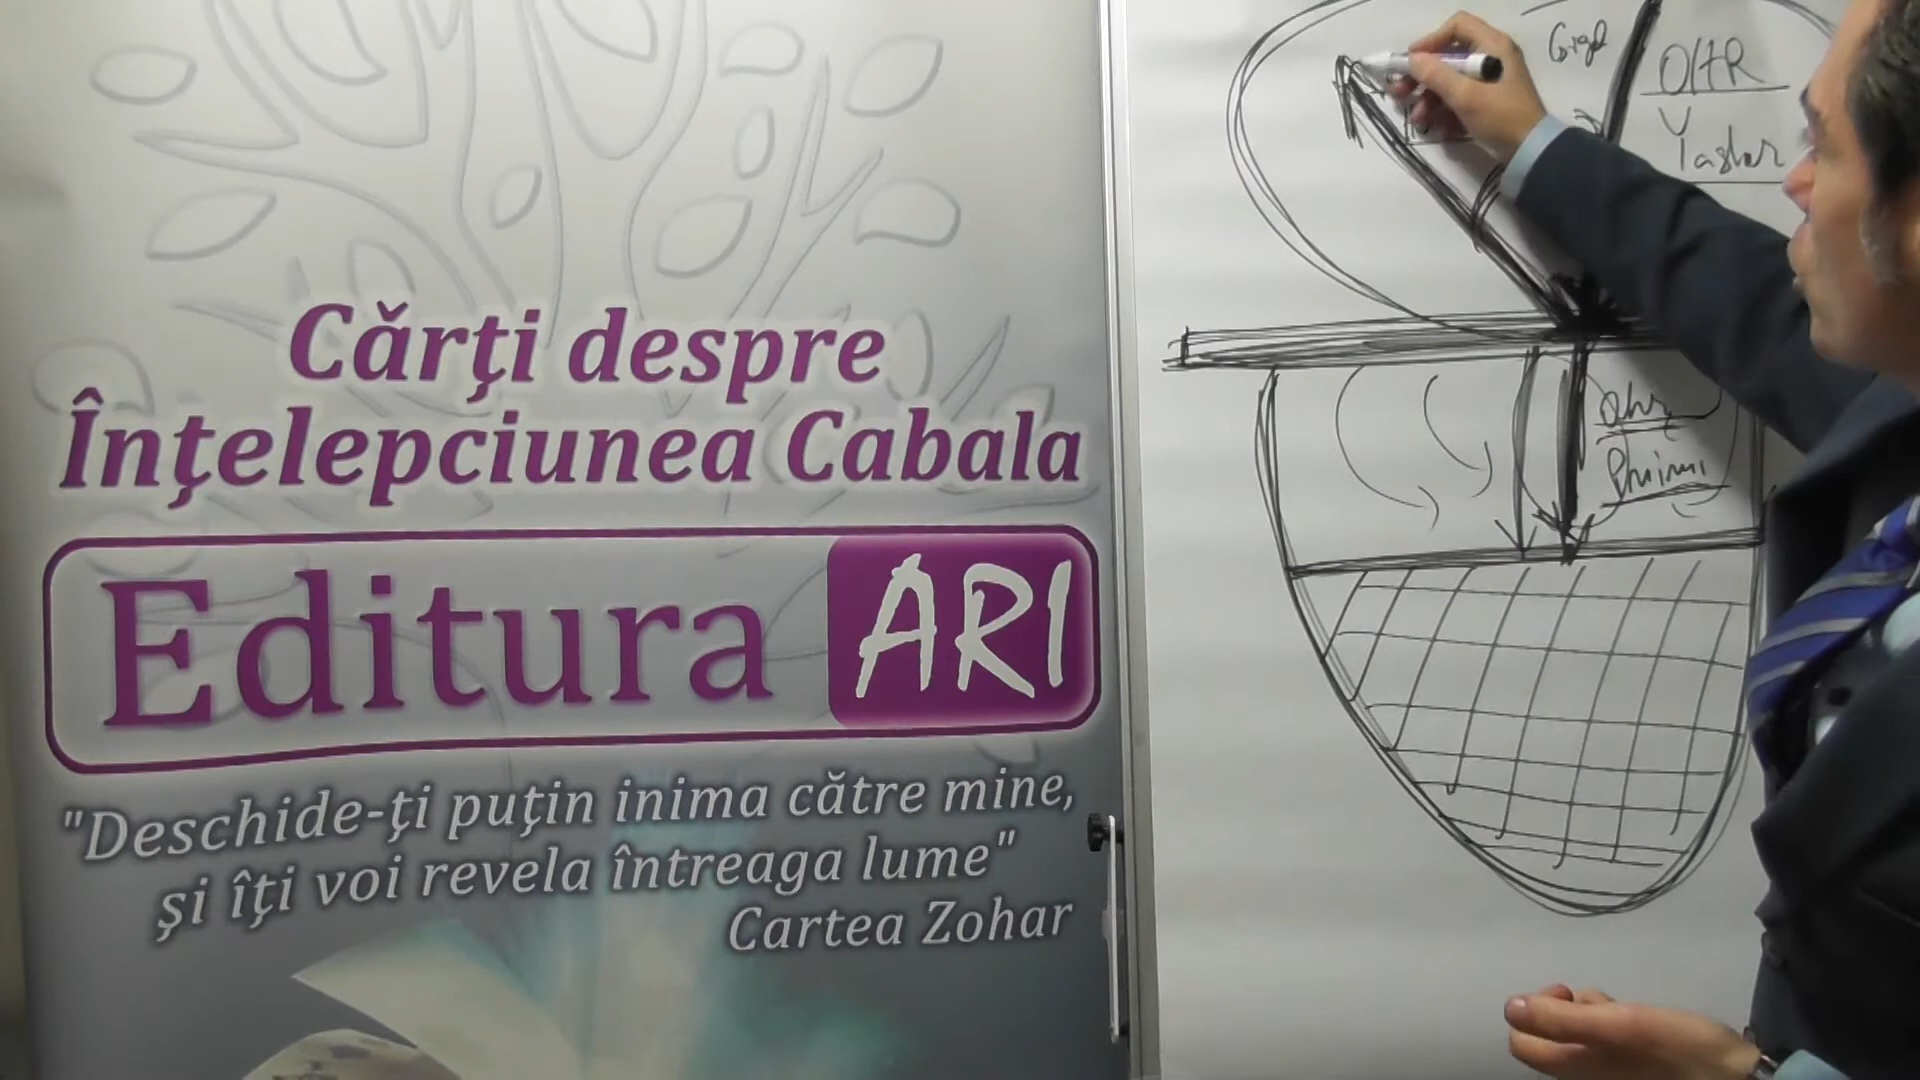 Cărţi despre
Înţelepciunea Cabala
Editura ARI
"Deschide-ţi puţin inima către mine,
şi îţi voi revela întreaga lume"
Cartea Zohar
Yashar